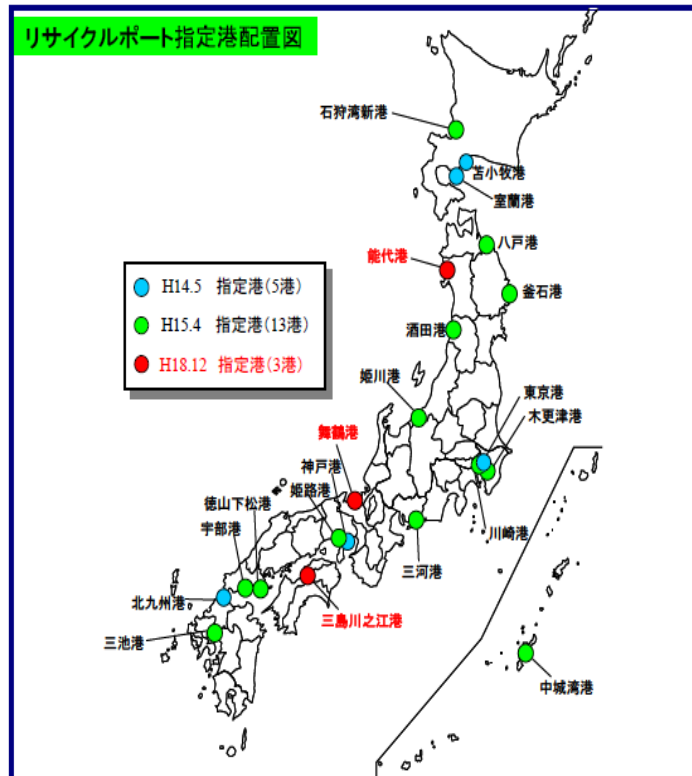 リサイクルポート指定港配置図
石狩湾新港
苫小牧港
室蘭港
八戸港
能代港
釜石港
H14.5 指定港(5港)
H15.4 指定港(13港)
H18.12 指定港(3港)
酒田港
姫川港
東京港
木更津港
舞鶴港
神戸港
姫路港
徳山下松港
宇部港
川崎港
三河港
北九州港
三島川之江港
三池港
中城湾港